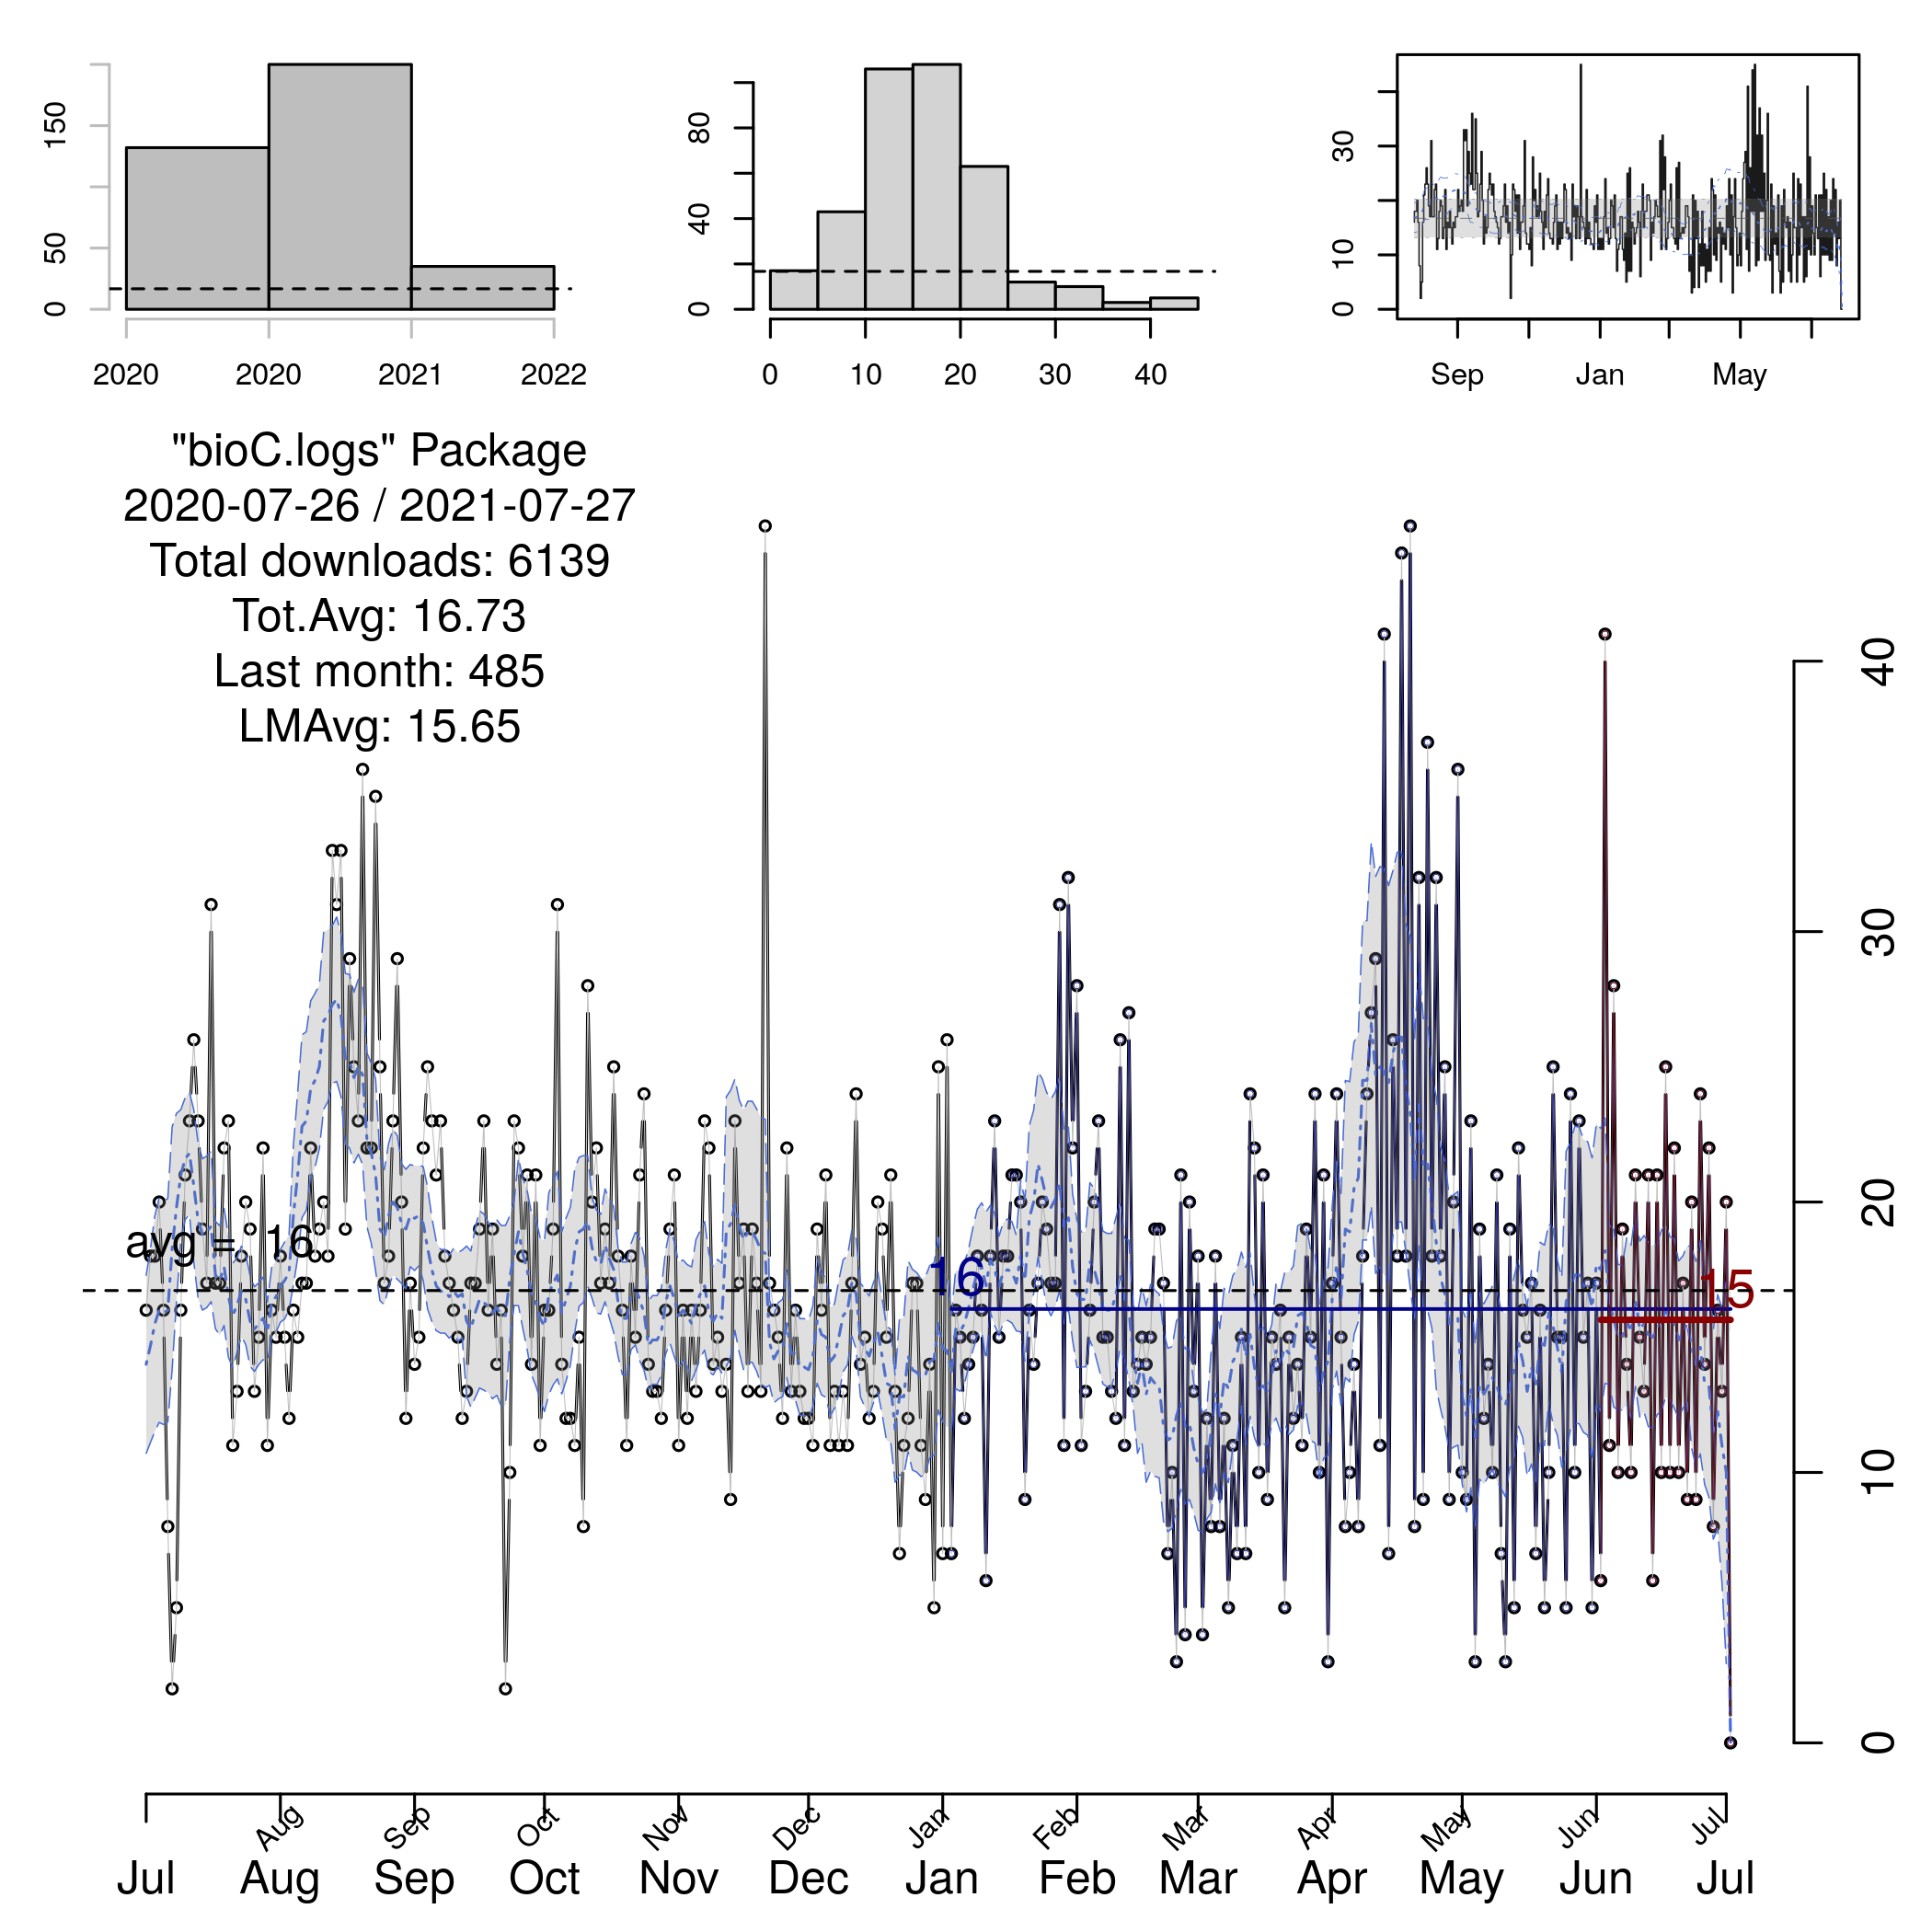 150
50
0
2020 2020 2021 2022
80
40
0
0 10 20 30 40
30
10
0
Sep Jan May
"bioC.logs" Package
2020-07-26 / 2021-07-27
Total downloads: 6139
Tot.Avg: 16.73
Last month: 485
LMAvg: 15.65
avg = 16
16
15
40
30
20
10
0
Aug Sep Oct Nov Dec Jan Feb Mar Apr May Jun Jul
Jul Aug Sep Oct Nov Dec Jan Feb Mar Apr May Jun Jul